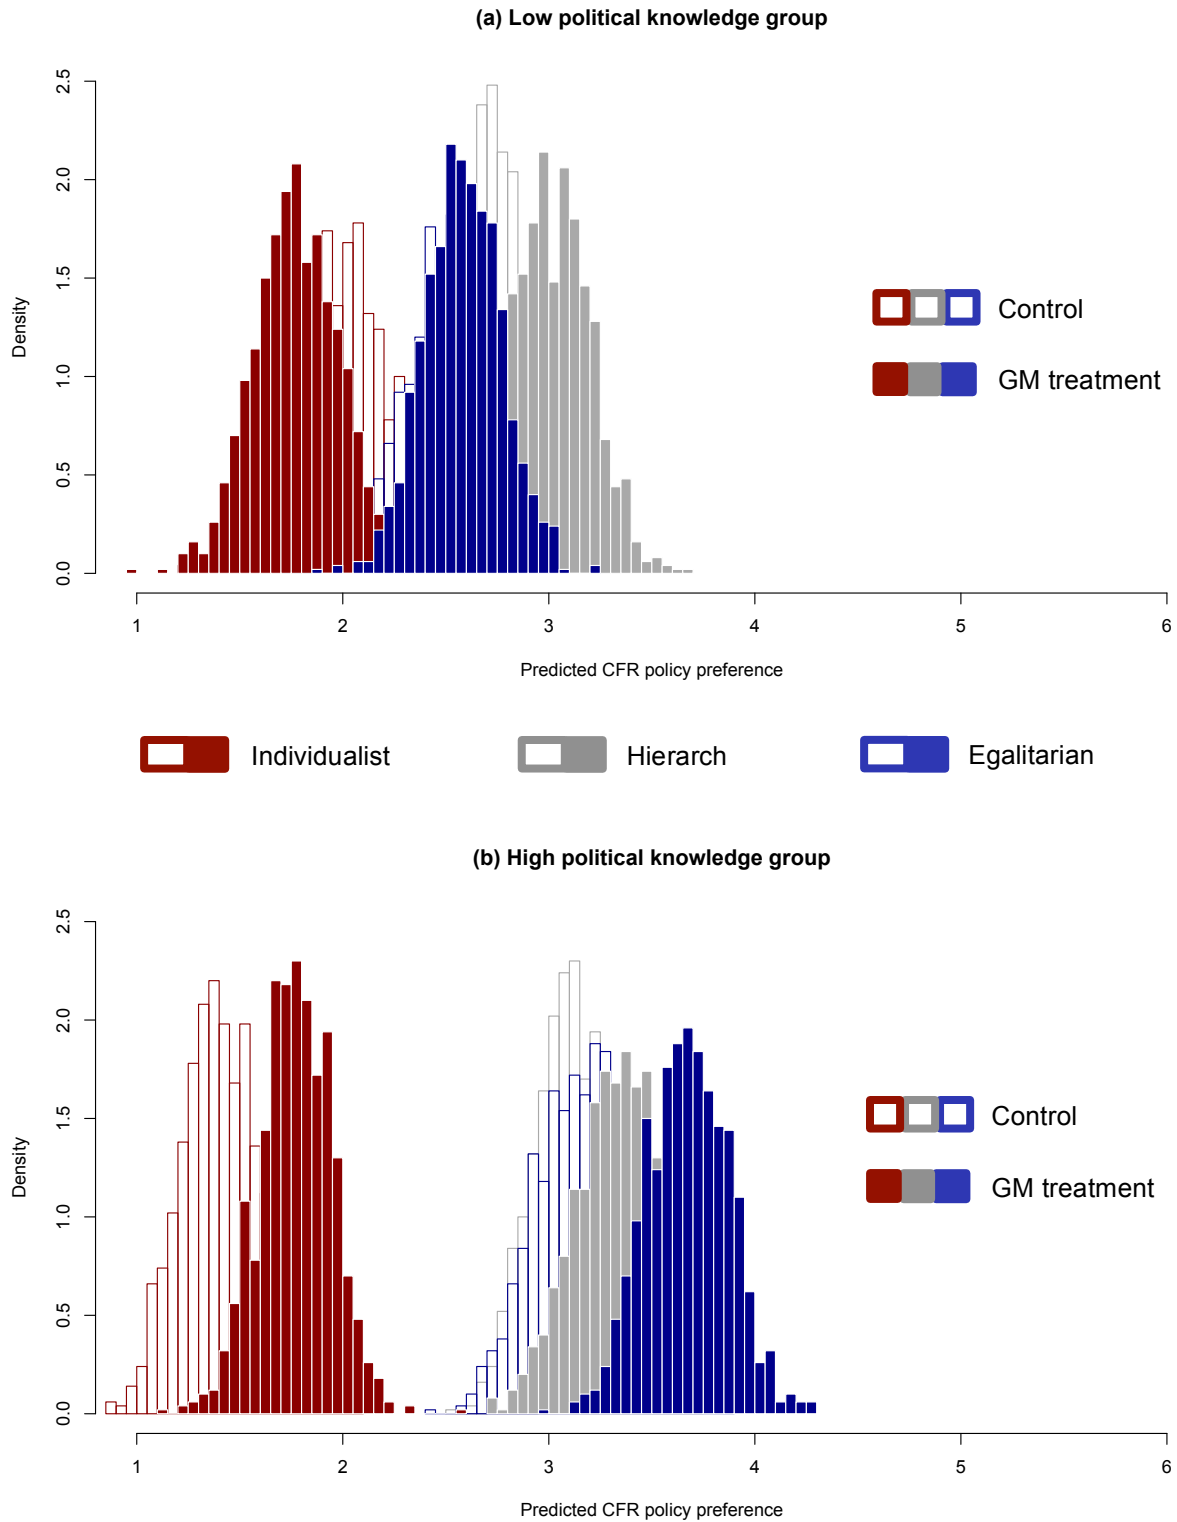 (a) Low political knowledge group
2.5
2.0
1.5
1.0
0.5
0.0
Density
Control
GM treatment
1 2 3 4 5 6
Predicted CFR policy preference
Individualist Hierarch Egalitarian
(b) High political knowledge group
2.5
2.0
1.5
1.0
0.5
0.0
Density
Control
GM treatment
1 2 3 4 5 6
Predicted CFR policy preference